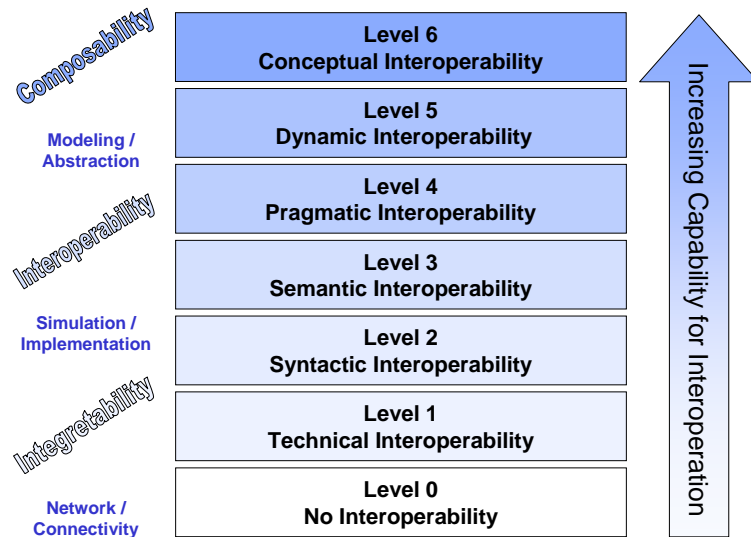 Composability
Level 6
Conceptual Interoperability
Level 5
Dynamic Interoperability
Modeling /
Abstraction
Level 4
Pragmatic Interoperability
Interoperability
Level 3
Semantic Interoperability
Simulation /
Implementation
Level 2
Syntactic Interoperability
Integretability
Level 1
Technical Interoperability
Level 0
No Interoperability
Network /
Connectivity
Increasing Capability for Interoperation